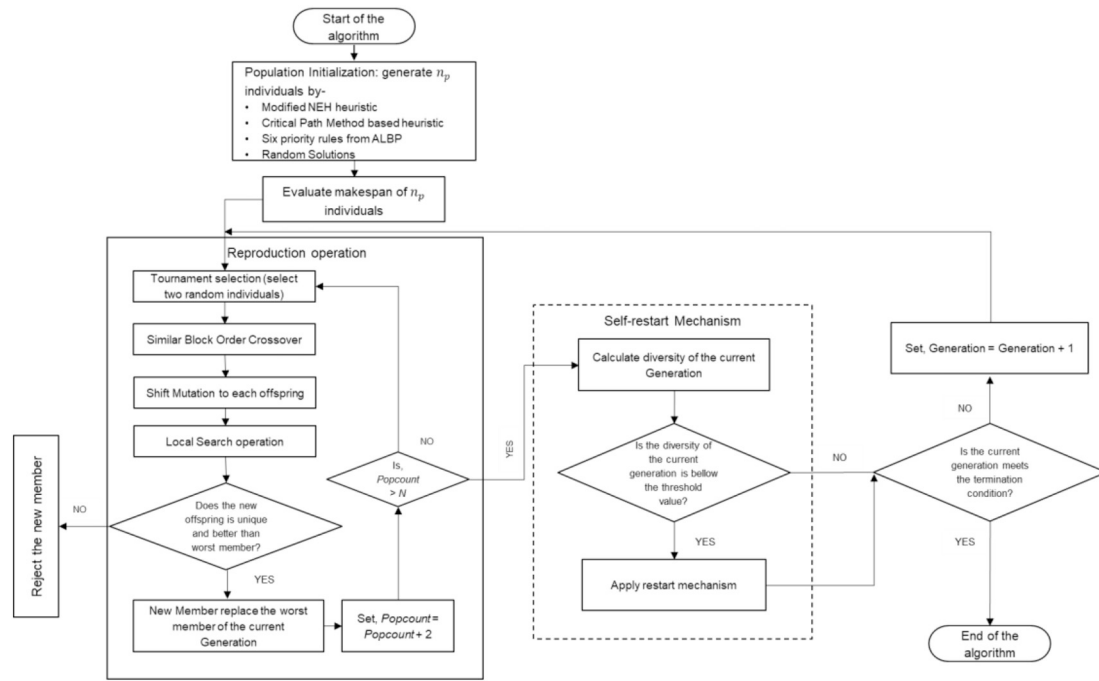 Start of the
algorithm
Population Initialization: generate n_p
individuals by-
• Modified NEH heuristic
• Critical Path Method based heuristic
• Six priority rules from ALBP
• Random Solutions
Evaluate makespan of n_p
individuals
Reproduction operation
Tournament selection (select
two random individuals)
Similar Block Order Crossover
Shift Mutation to each offspring
Local Search operation
Does the new
offspring is unique
and better than
worst member?
NO
Reject the new member
YES
New Member replace the worst
member of the current
Generation
Set, Popcount =
Popcount + 2
Is,
Popcount
> N
NO
YES
Self-restart Mechanism
Calculate diversity of the current
Generation
Is the diversity of
the current
generation is bellow
the threshold
value?
NO
YES
Apply restart mechanism
Set, Generation = Generation + 1
NO
Is the current
generation meets
the termination
condition?
YES
End of the
algorithm